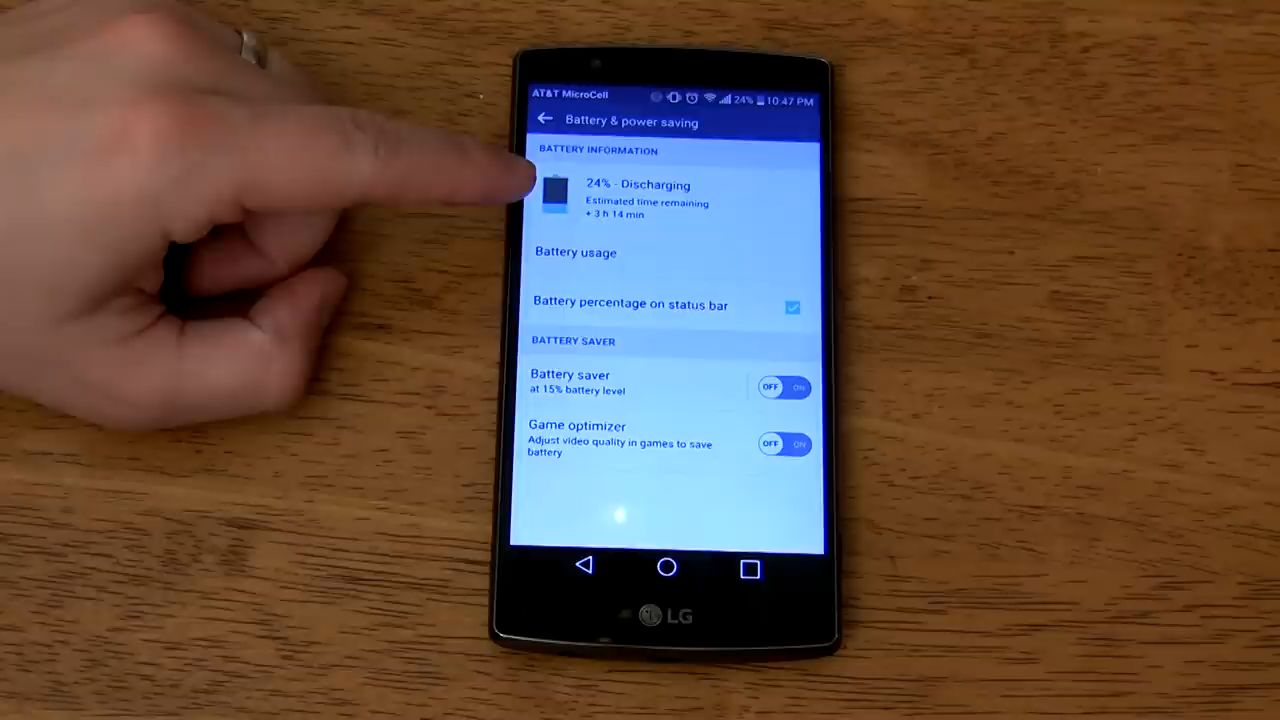 AT&T MicroCell 24% 10:47 PM
Battery & power saving
BATTERY INFORMATION
24% - Discharging
Estimated time remaining
+ 3 h 14 min
Battery usage
Battery percentage on status bar
BATTERY SAVER
Battery saver
at 15% battery level
OFF ON
Game optimizer
Adjust video quality in games to save
battery
OFF ON
LG